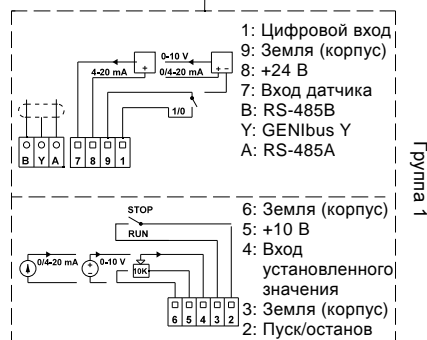 1: Цифровой вход
9: Земля (корпус)
8: +24 В
7: Вход датчика
B: RS-485B
Y: GENIbus Y
A: RS-485A
0-10 V
4-20 mA
0/4-20 mA
+
+ -
1/0
B Y A
7 8 9 1
Группа 1
6: Земля (корпус)
5: +10 В
4: Вход
установленного
значения
3: Земля (корпус)
2: Пуск/останов
STOP
RUN
0/4-20 mA
0-10 V
10K
6 5 4 3 2